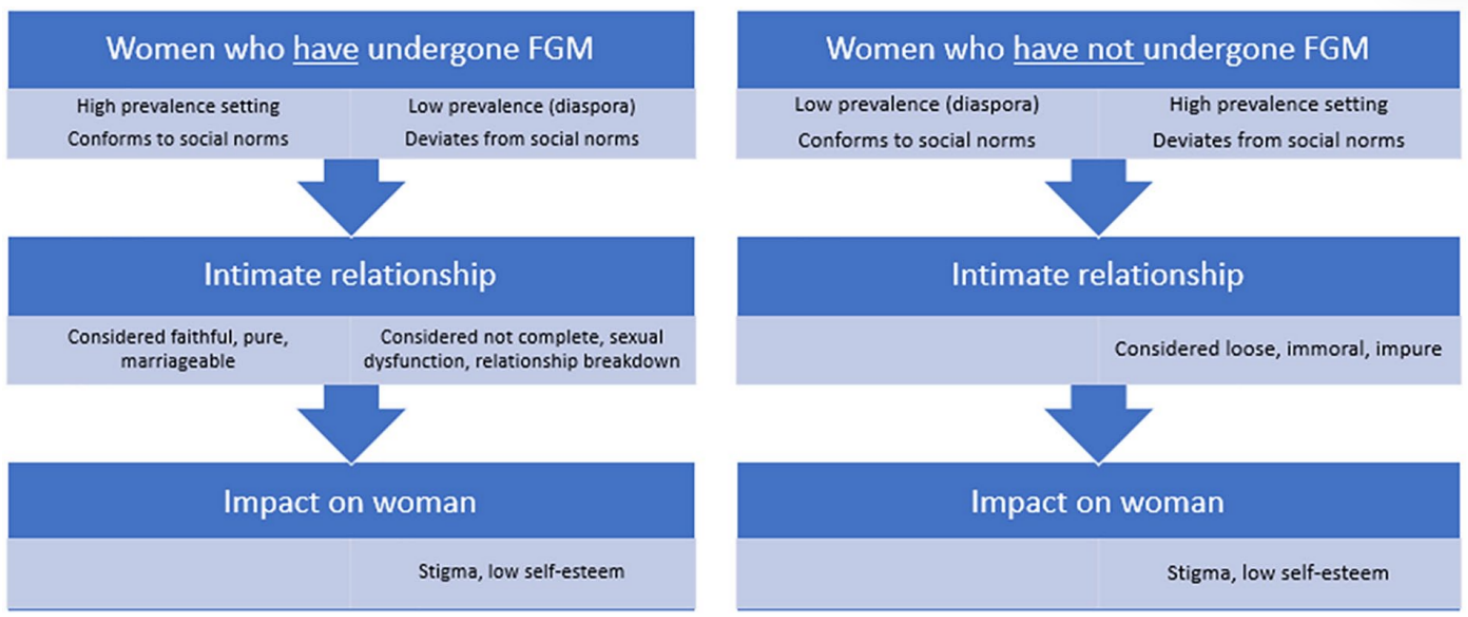 Women who have undergone FGM
High prevalence setting
Conforms to social norms
Low prevalence (diaspora)
Deviates from social norms
Intimate relationship
Considered faithful, pure,
marriageable
Considered not complete, sexual
dysfunction, relationship breakdown
Impact on woman
Stigma, low self-esteem
Women who have not undergone FGM
Low prevalence (diaspora)
Conforms to social norms
High prevalence setting
Deviates from social norms
Intimate relationship
Considered loose, immoral, impure
Impact on woman
Stigma, low self-esteem